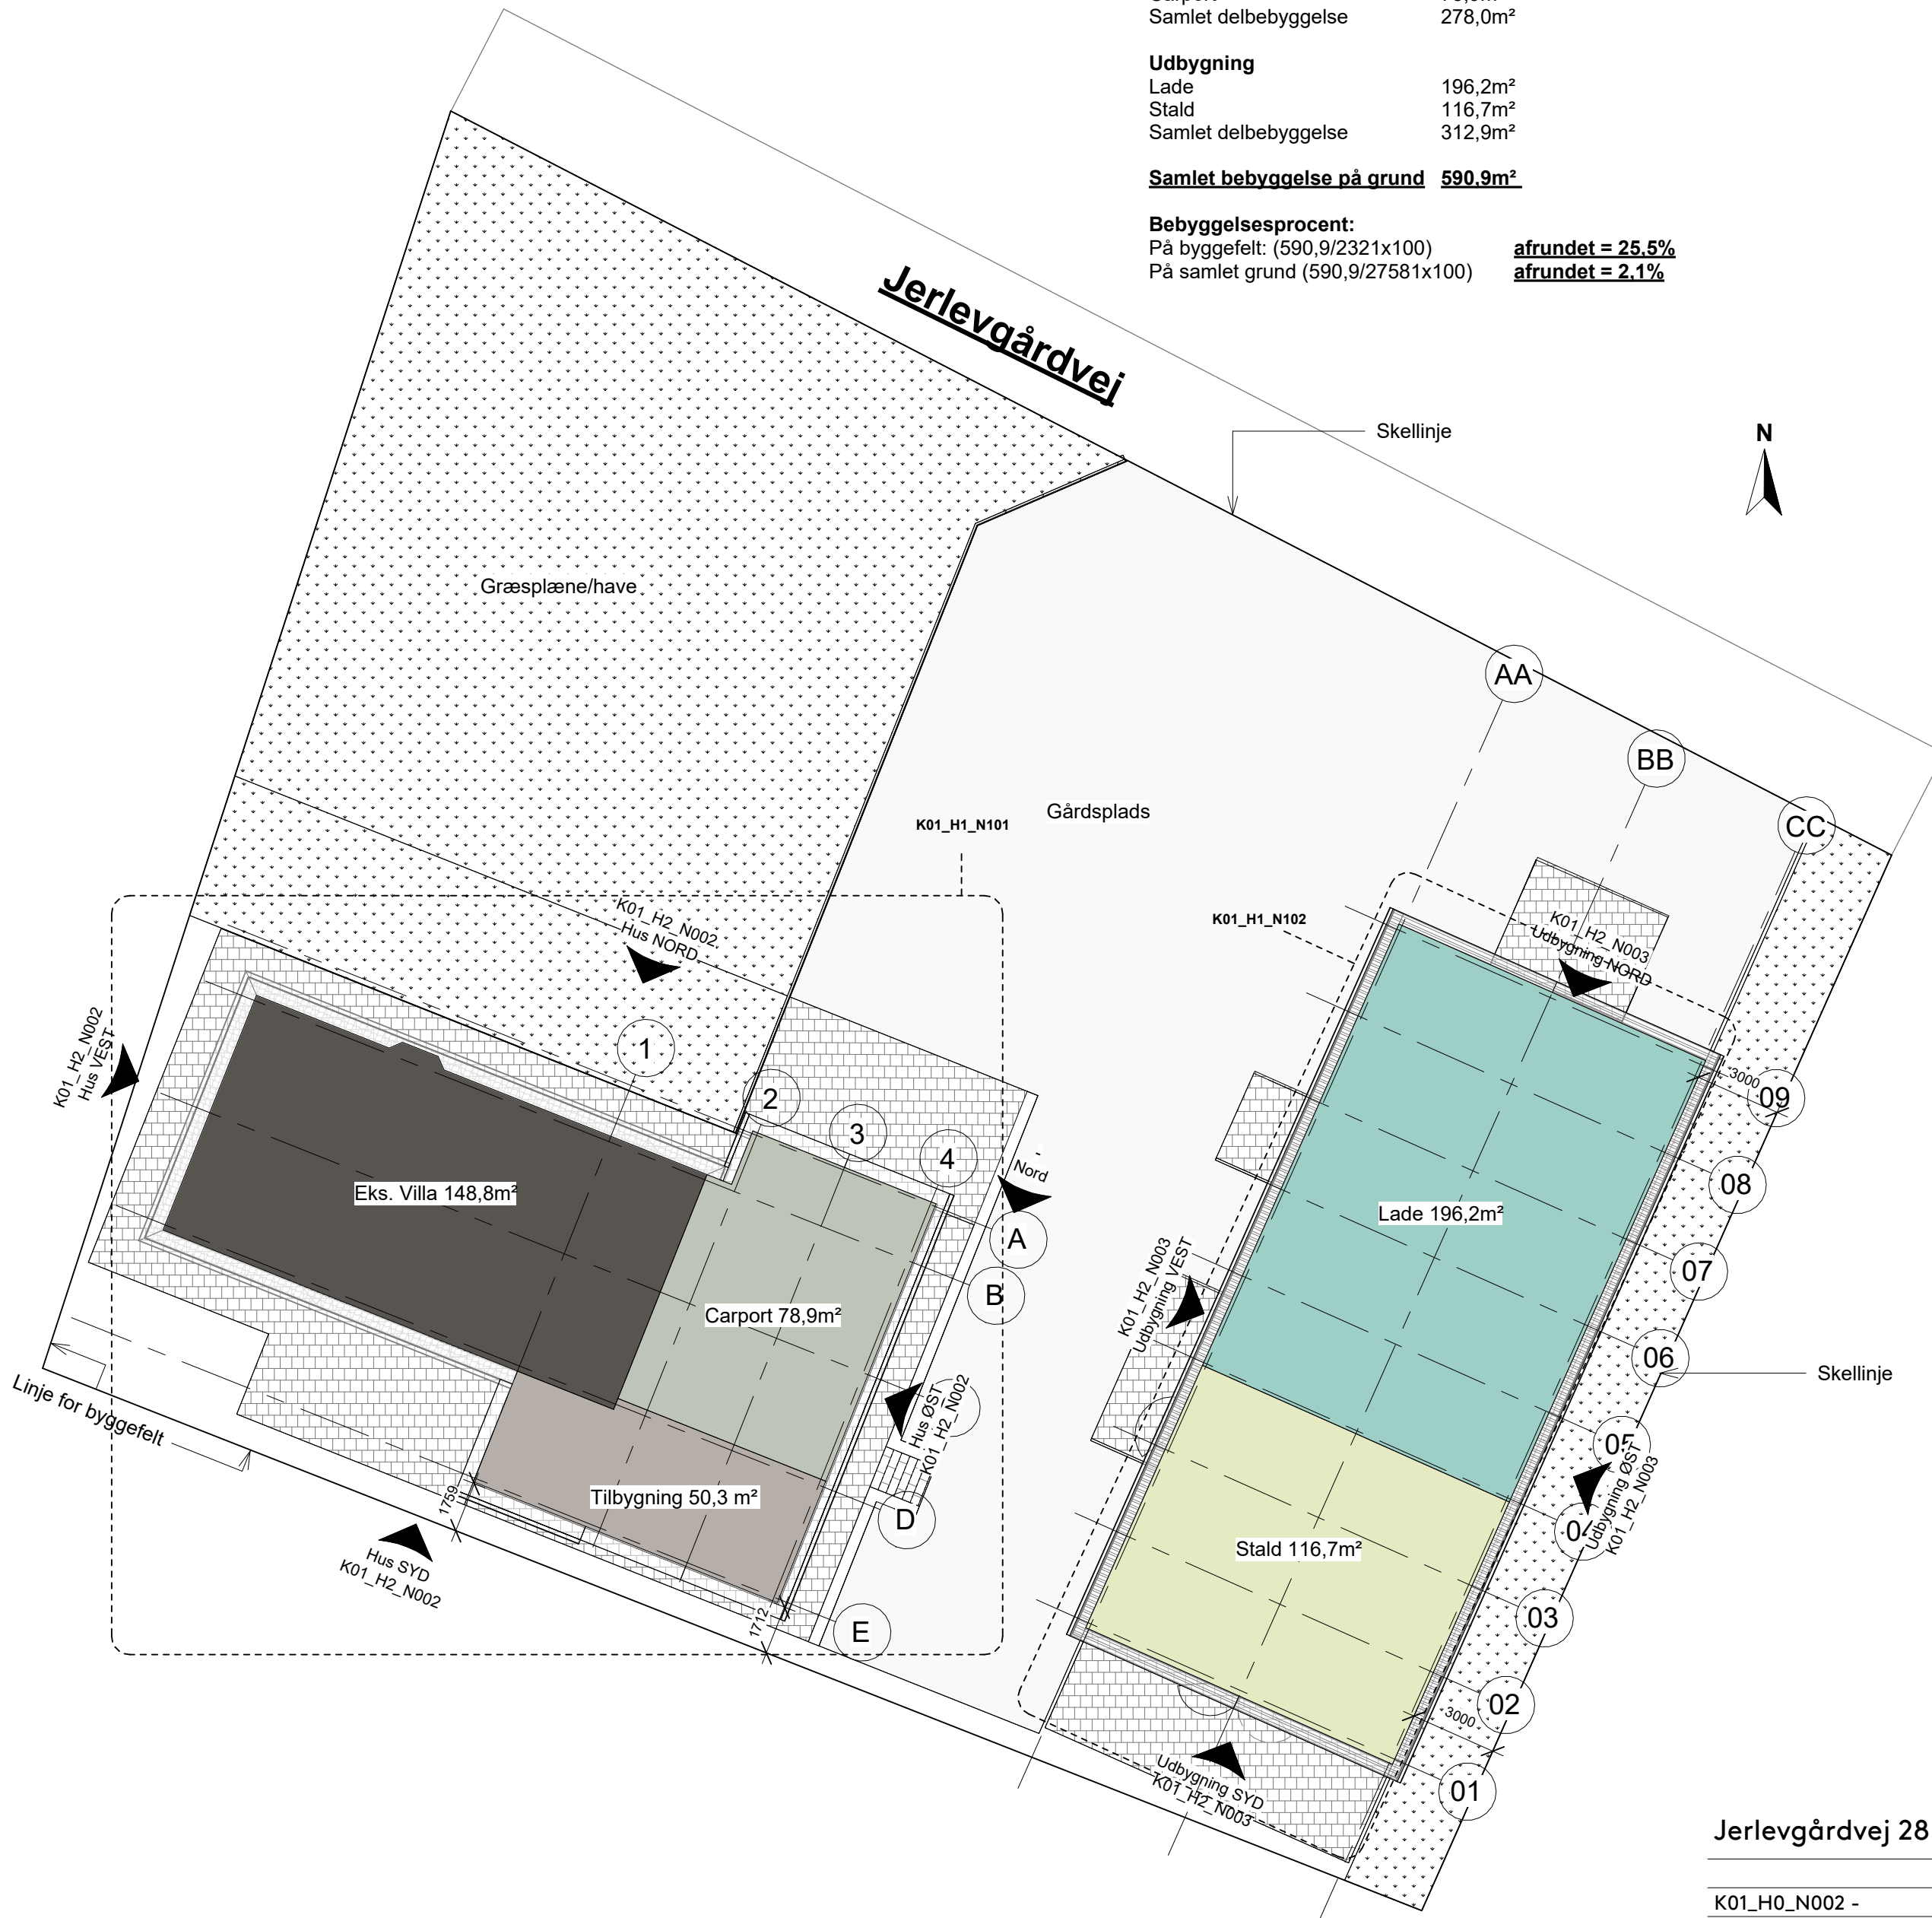 Samlet delbebyggelse 278,0m²
Udbygning
Lade 196,2m²
Stald 116,7m²
Samlet delbebyggelse 312,9m²
Samlet bebyggelse på grund 590,9m²
Bebyggelsesprocent:
På byggefelt: (590,9/2321x100) afrundet = 25,5%
På samlet grund (590,9/27581x100) afrundet = 2,1%
Jerlevgårdvej
Skellinje
N
Græsplæne/have
AA
BB
CC
Gårdsplads
K01_H1_N101
K01_H1_N102
K01_H2_N002
Hus NORD
K01_H2_N003
Udbygning NORD
K01_H2_N002
Hus VEST
1
2
3
4
Nord
A
B
D
E
Eks. Villa 148,8m²
Carport 78,9m²
Tilbygning 50,3 m²
Lade 196,2m²
Stald 116,7m²
K01_H2_N003
Udbygning VEST
Hus ØST
K01_H2_N002
3000
09
08
07
06
Skellinje
05
04
Udbygning ØST
K01_H2_N003
03
02
3000
01
Linje for byggefelt
1759
1712
Hus SYD
K01_H2_N002
Udbygning SYD
K01_H2_N003
Jerlevgårdvej 28
K01_H0_N002 -